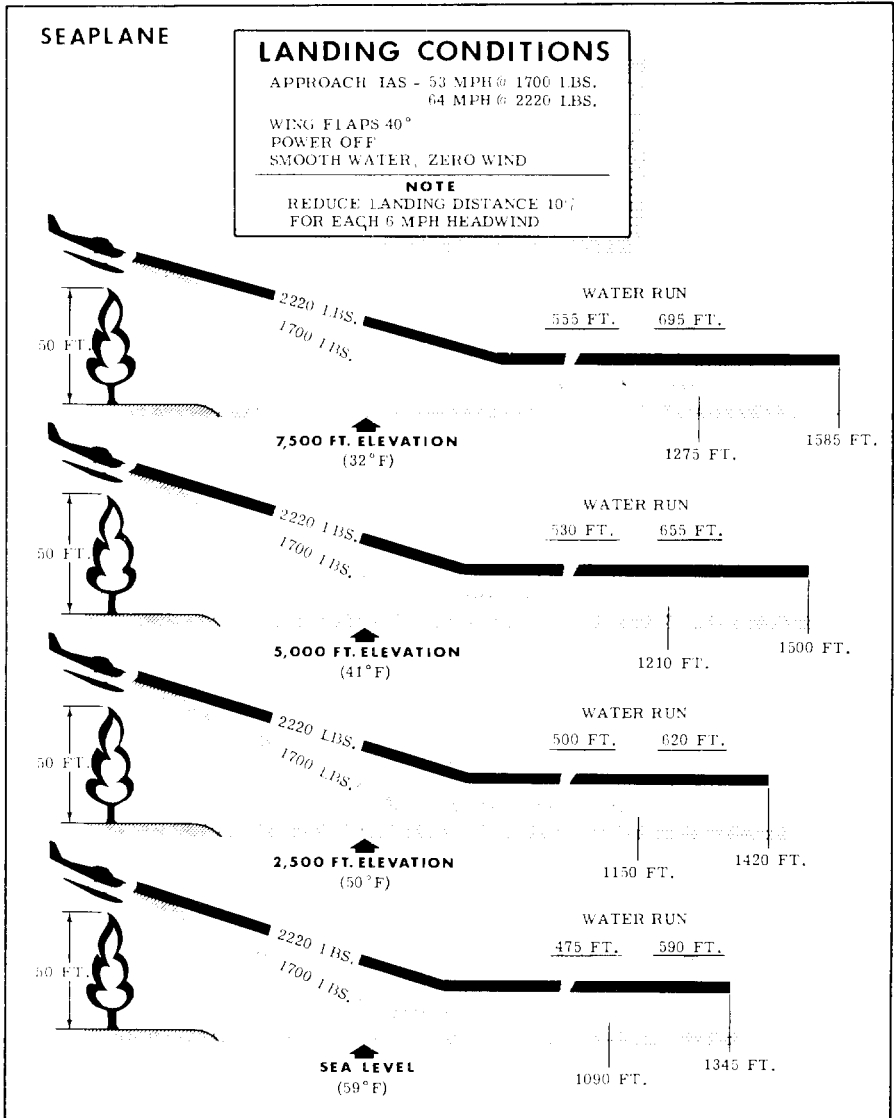 SEAPLANE
LANDING CONDITIONS
APPROACH IAS - 53 MPH @ 1700 LBS.
64 MPH @ 2220 LBS.
WING FLAPS 40°
POWER OFF
SMOOTH WATER, ZERO WIND
NOTE
REDUCE LANDING DISTANCE 10%
FOR EACH 6 MPH HEADWIND
50 FT.
2220 LBS.
1700 LBS.
WATER RUN
555 FT. 695 FT.
7,500 FT. ELEVATION
(32°F)
1275 FT.
1585 FT.
50 FT.
2220 LBS.
1700 LBS.
WATER RUN
530 FT. 655 FT.
5,000 FT. ELEVATION
(41°F)
1210 FT.
1500 FT.
50 FT.
2220 LBS.
1700 LBS.
WATER RUN
500 FT. 620 FT.
2,500 FT. ELEVATION
(50°F)
1150 FT.
1420 FT.
50 FT.
2220 LBS.
1700 LBS.
WATER RUN
475 FT. 590 FT.
SEA LEVEL
(59°F)
1090 FT.
1345 FT.